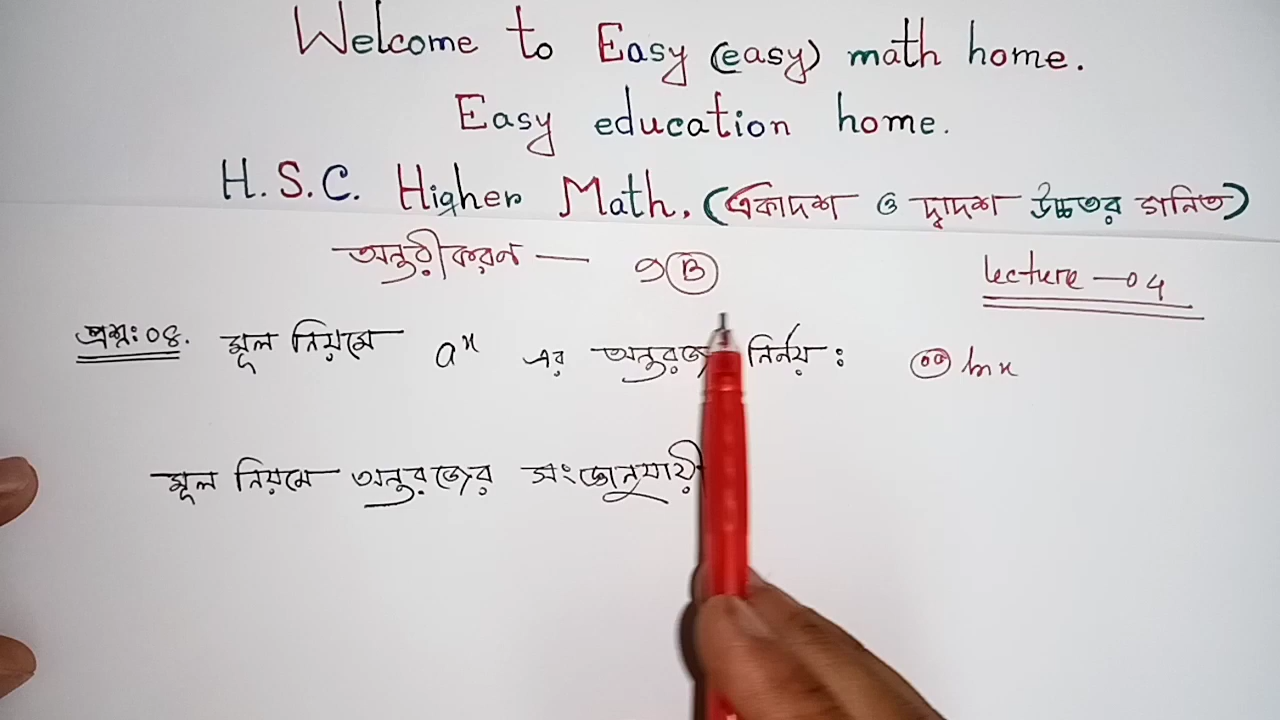 Welcome to Easy (easy) math home.
Easy education home.
H.S.C. Higher Math, (একাদশ ও দ্বাদশ উচ্চতর গনিত)
অন্তরীকরণ — ৯(B)
lecture — 04
প্রশ্ন: ০৪. মূল নিয়মে aˣ এর অন্তরজ নির্নয় :
lnx
মূল নিয়মে অন্তরজের সংজ্ঞানুযায়ী